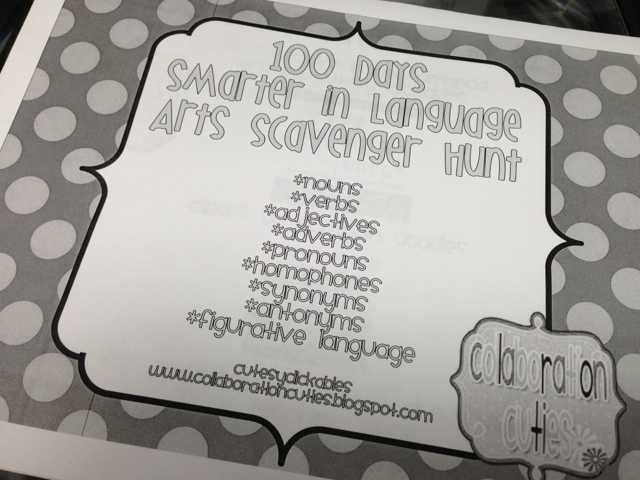 100 Days
Smarter in Language
Arts Scavenger Hunt
*nouns
*verbs
*adjectives
*adverbs
*pronouns
*homophones
*synonyms
*antonyms
*figurative language
cutesyclickables
www.collaborationcuties.blogspot.com
collaboration
cuties